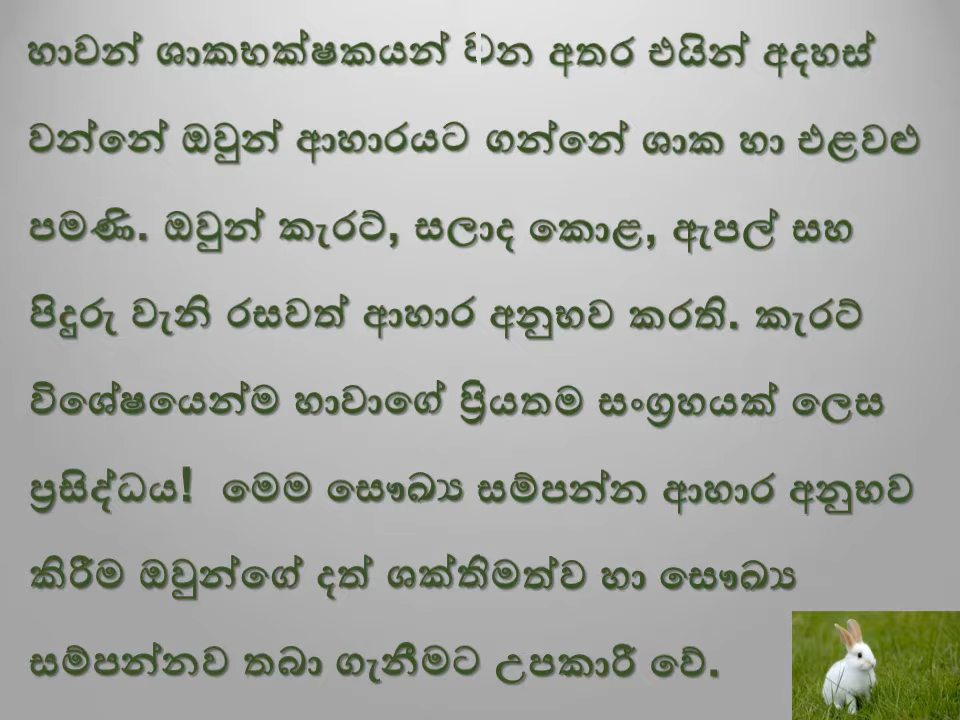 හාවන් ශාකභක්ෂකයන් වන අතර එයින් අදහස්
වන්නේ ඔවුන් ආහාරයට ගන්නේ ශාක හා එළවළු
පමණි. ඔවුන් කැරට්, සලාද කොළ, ඇපල් සහ
පිදුරු වැනි රසවත් ආහාර අනුභව කරති. කැරට්
විශේෂයෙන්ම හාවාගේ ප්‍රියතම සංග්‍රහයක් ලෙස
ප්‍රසිද්ධය! මෙම සෞඛ්‍ය සම්පන්න ආහාර අනුභව
කිරීම ඔවුන්ගේ දත් ශක්තිමත්ව හා සෞඛ්‍ය
සම්පන්නව තබා ගැනීමට උපකාරී වේ.